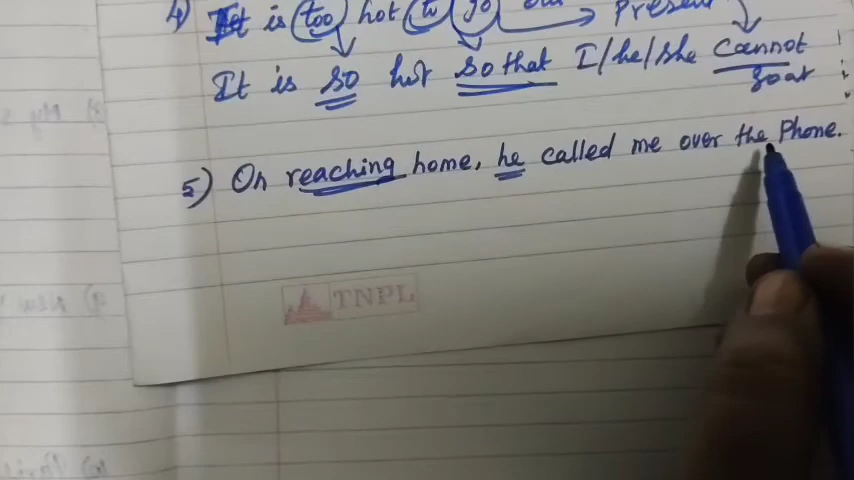 4) It is too hot to go out Present
It is so hot so that I/he/she cannot
5) On reaching home, he called me over the Phone.
TNPL